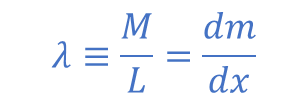 λ ≡ M/L = dm/dx